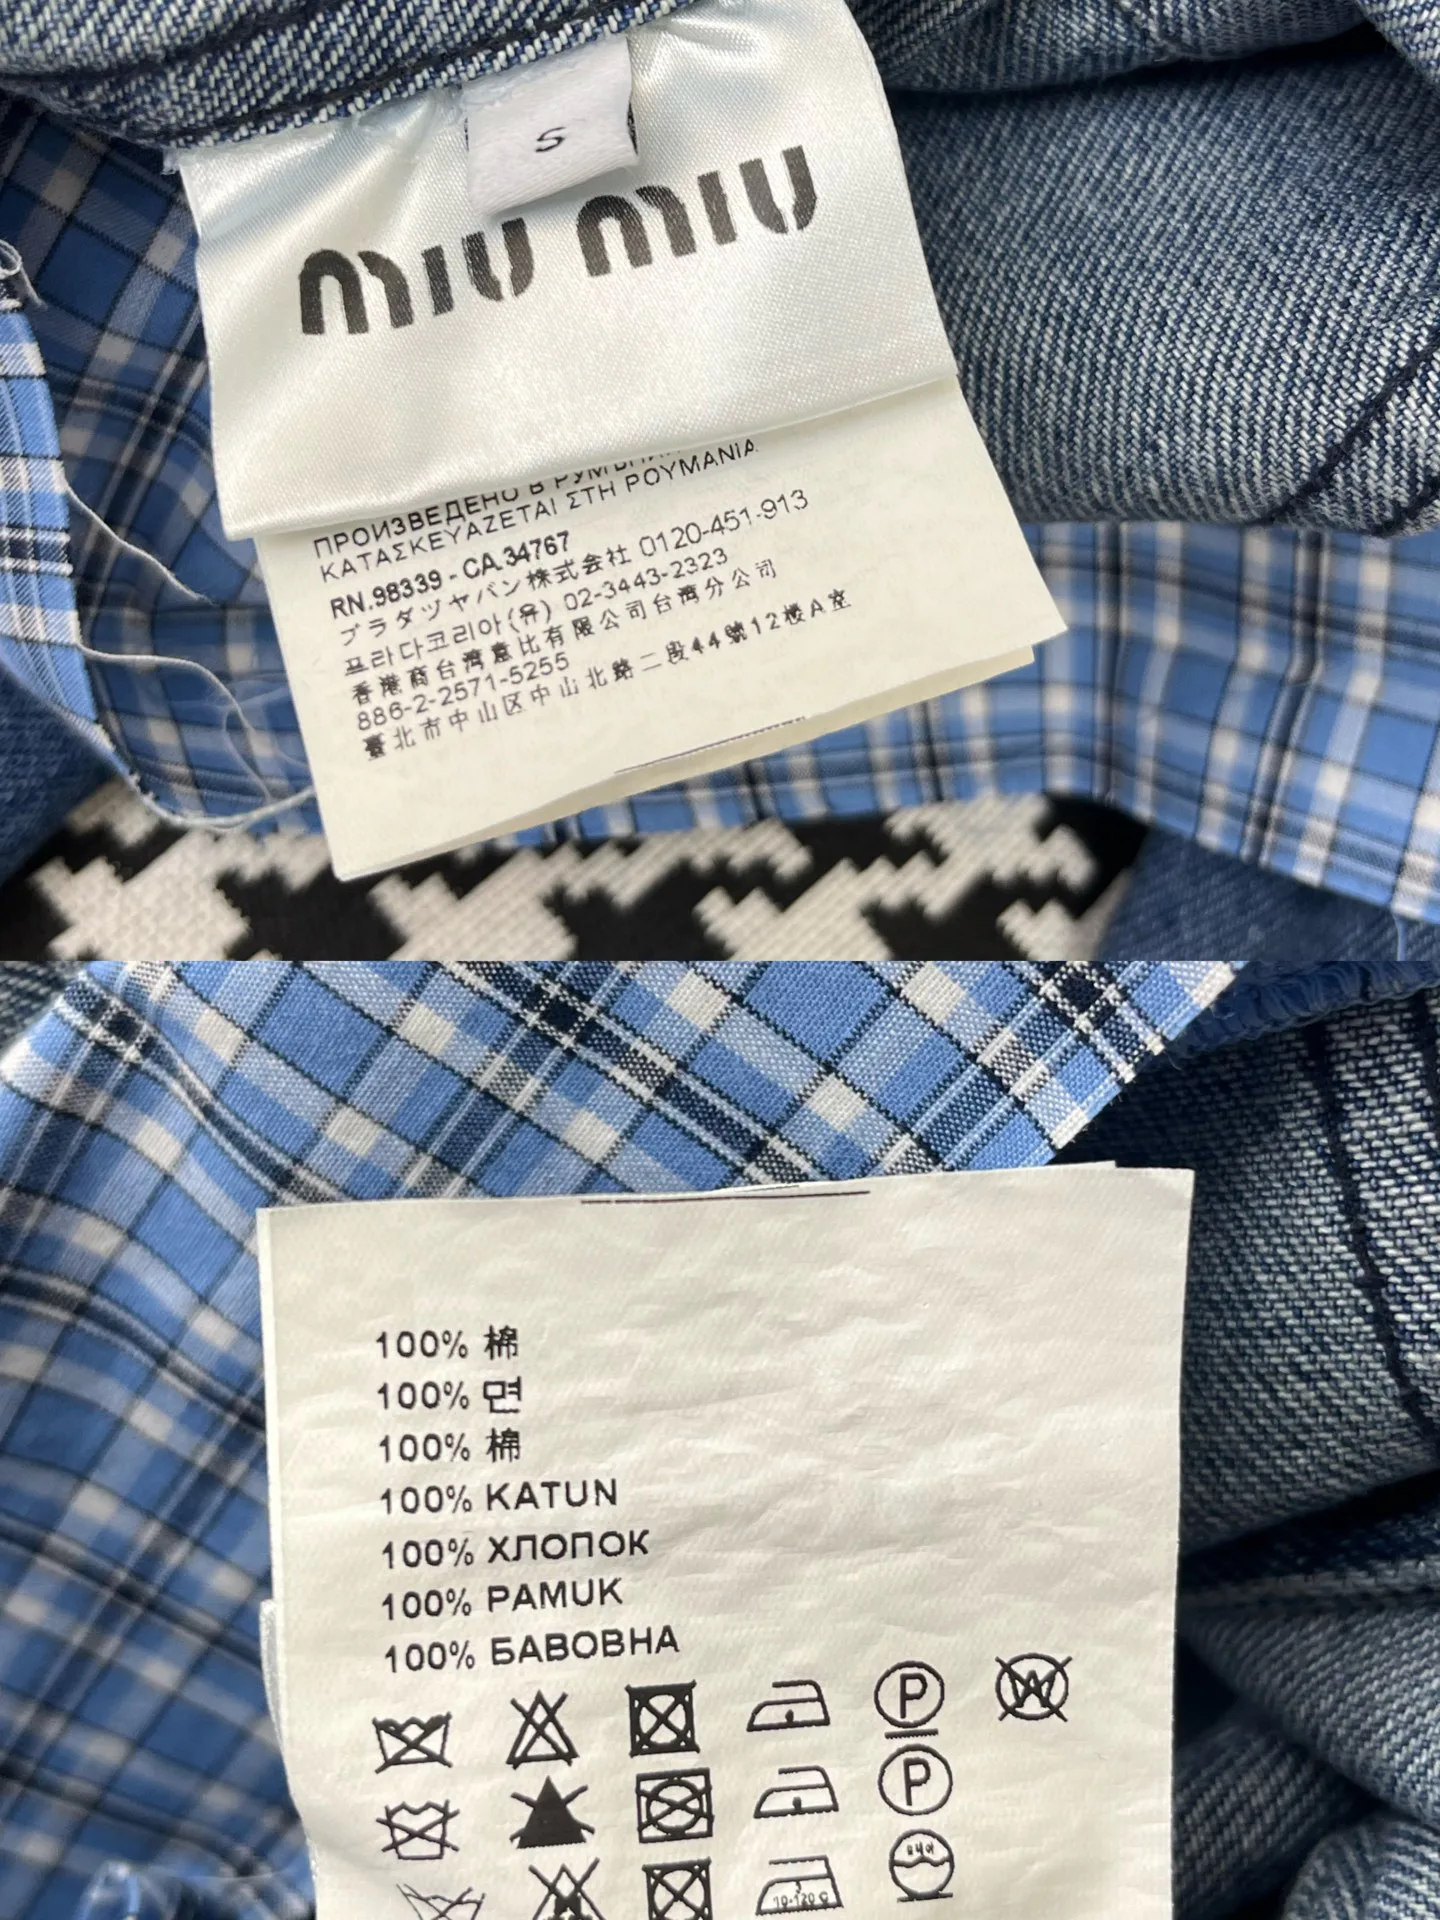 S
MIU MIU
ПРОИЗВЕДЕНО В РУМЪНИЯ
ΚΑΤΑΣΚΕΥΑΖΕΤΑΙ ΣΤΗ ΡΟΥΜΑΝΙΑ
RN.98339 - CA.34767
プラダジャパン株式会社 0120-451-913
프라다코리아(유) 02-3443-2323
香港商台灣意比有限公司台湾分公司
886-2-2571-5255
臺北市中山区中山北路二段44號12楼A室
100% 棉
100% 면
100% 棉
100% KATUN
100% ХЛОПОК
100% PAMUK
100% БАВОВНА
P
W
P